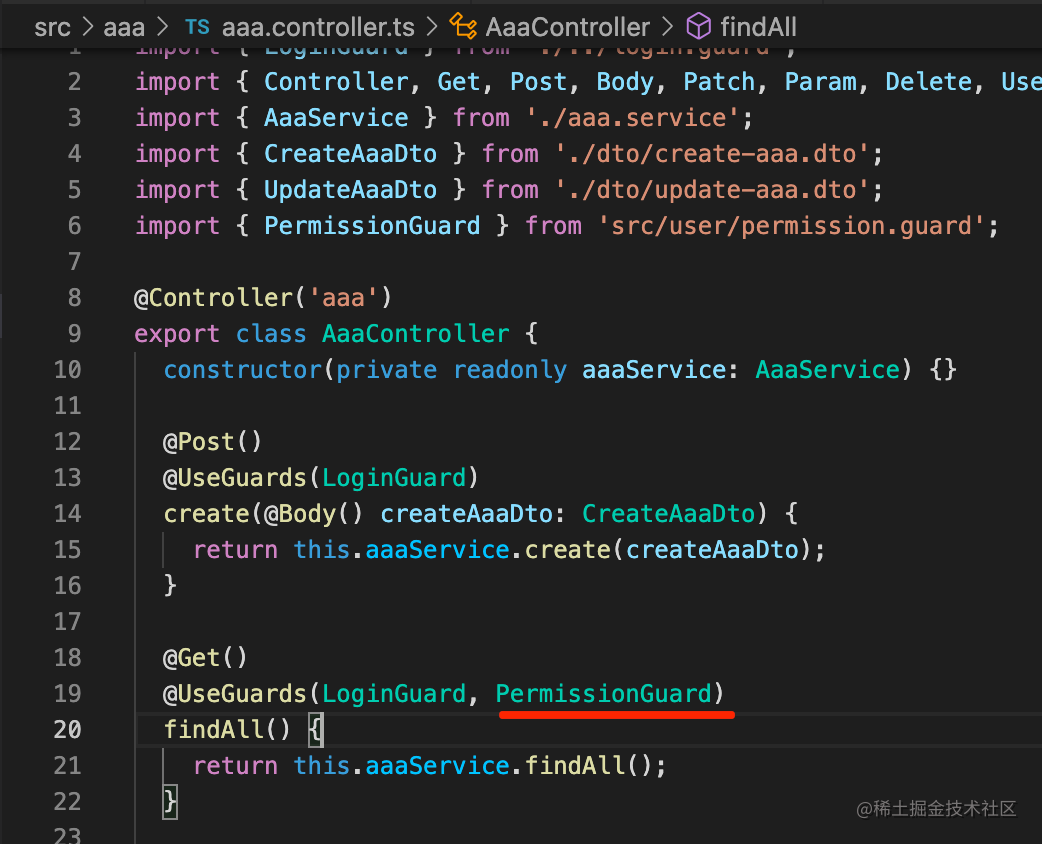 src > aaa > TS aaa.controller.ts > AaaController > findAll
1 import { LoginGuard } from './../login.guard';
2 import { Controller, Get, Post, Body, Patch, Param, Delete, Use
3 import { AaaService } from './aaa.service';
4 import { CreateAaaDto } from './dto/create-aaa.dto';
5 import { UpdateAaaDto } from './dto/update-aaa.dto';
6 import { PermissionGuard } from 'src/user/permission.guard';
7
8 @Controller('aaa')
9 export class AaaController {
10 constructor(private readonly aaaService: AaaService) {}
11
12 @Post()
13 @UseGuards(LoginGuard)
14 create(@Body() createAaaDto: CreateAaaDto) {
15 return this.aaaService.create(createAaaDto);
16 }
17
18 @Get()
19 @UseGuards(LoginGuard, PermissionGuard)
20 findAll() {
21 return this.aaaService.findAll();
22 }
23
@稀土掘金技术社区